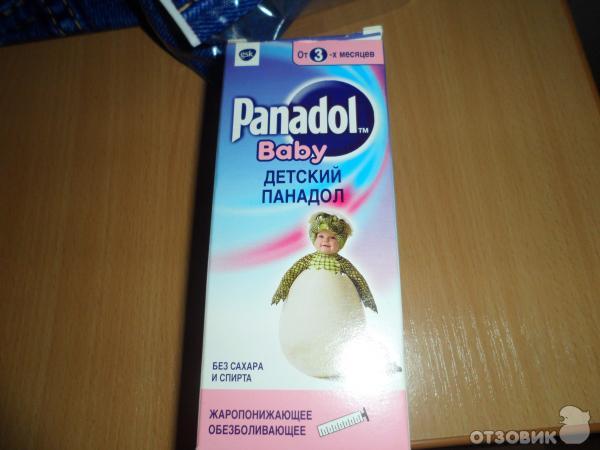 gsk
От 3-х месяцев
Panadol™
Baby
ДЕТСКИЙ
ПАНАДОЛ
БЕЗ САХАРА
И СПИРТА
ЖАРОПОНИЖАЮЩЕЕ
ОБЕЗБОЛИВАЮЩЕЕ
ОТЗОВИК